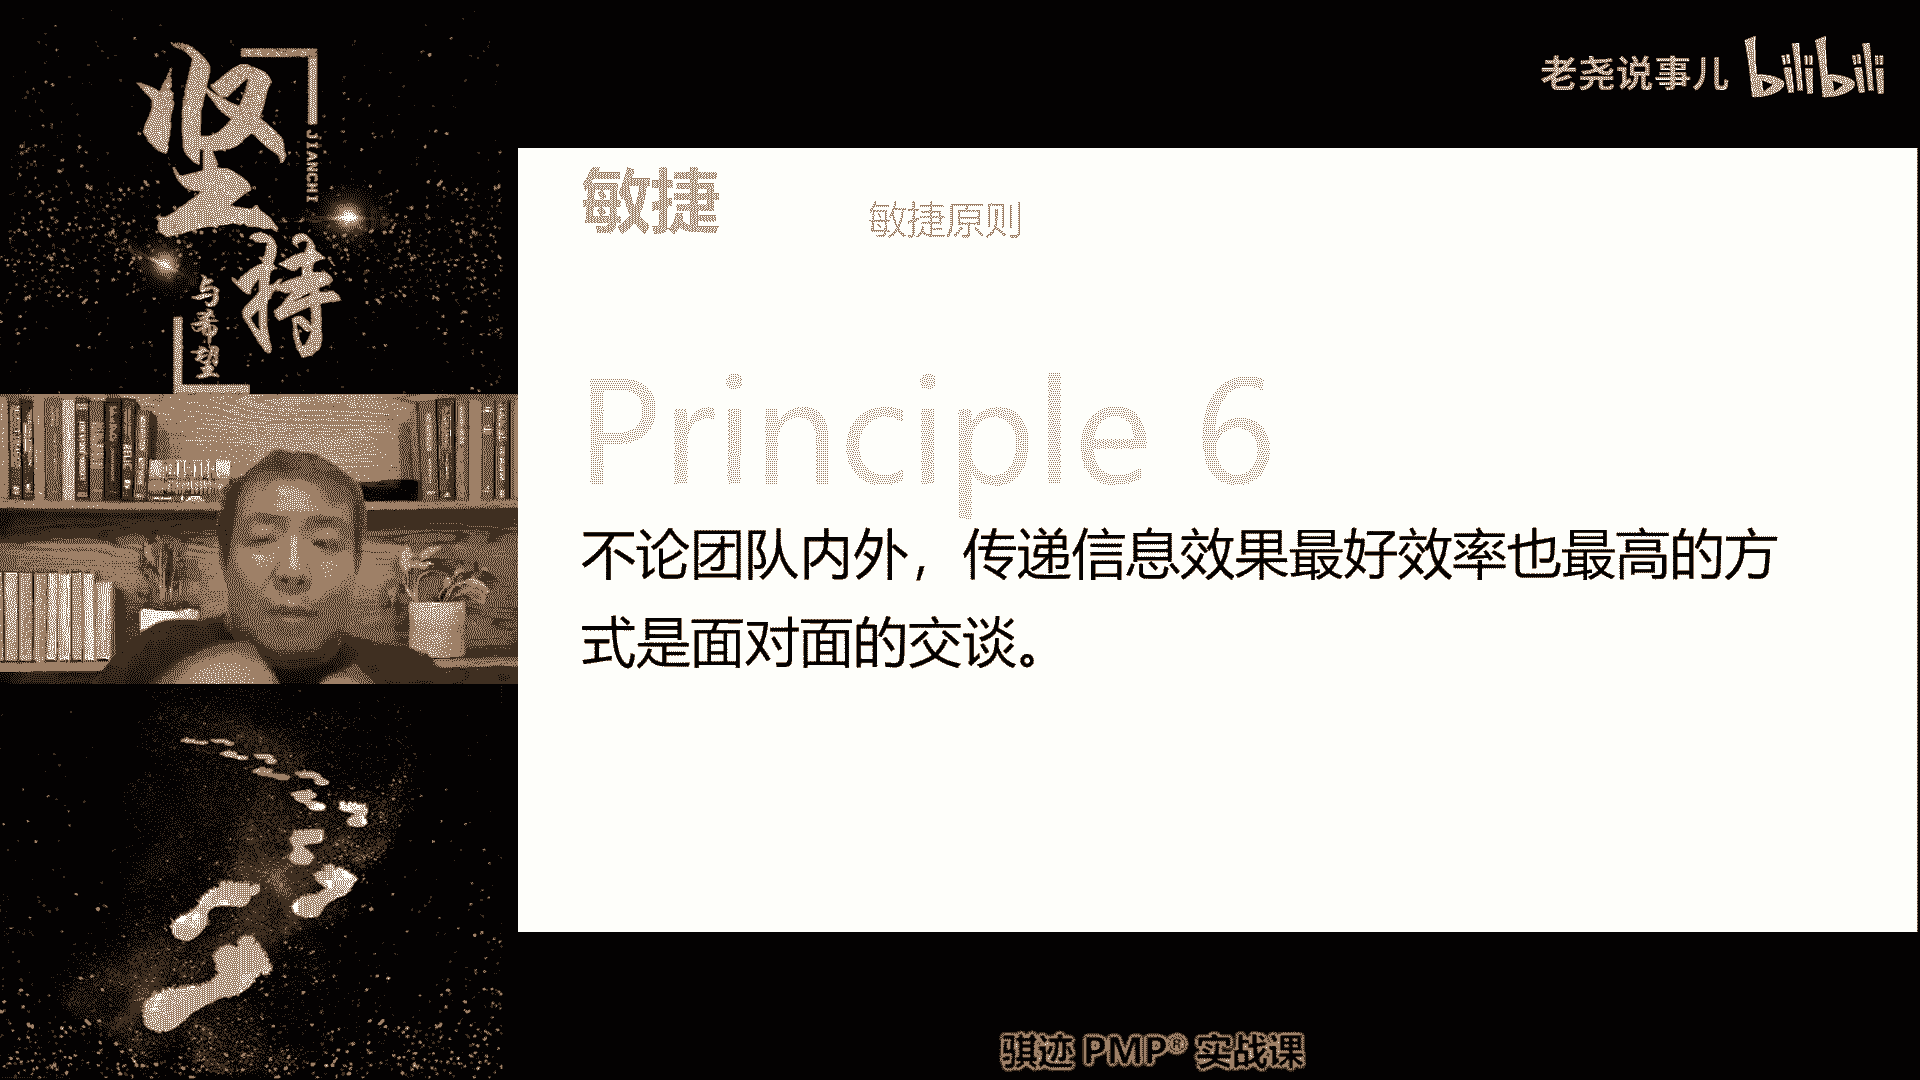 坚持
JIANCHI
与希望
老尧说事儿 bilibili
敏捷
敏捷原则
Principle 6
不论团队内外，传递信息效果最好效率也最高的方
式是面对面的交谈。
骐迹 PMP® 实战课